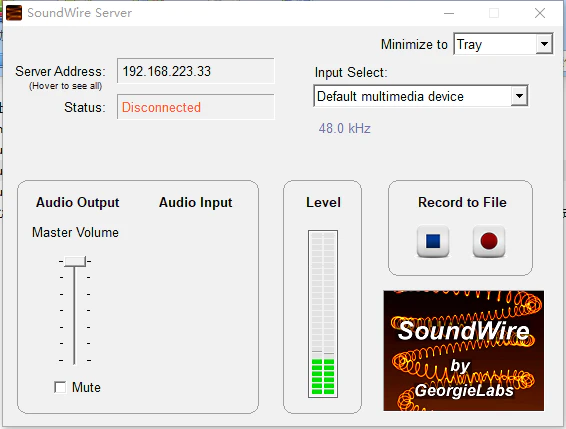 SoundWire Server
Minimize to Tray
Server Address: 192.168.223.33
(Hover to see all)
Status: Disconnected
Input Select:
Default multimedia device
48.0 kHz
Audio Output Audio Input
Master Volume
Mute
Level
Record to File
SoundWire
by
GeorgieLabs